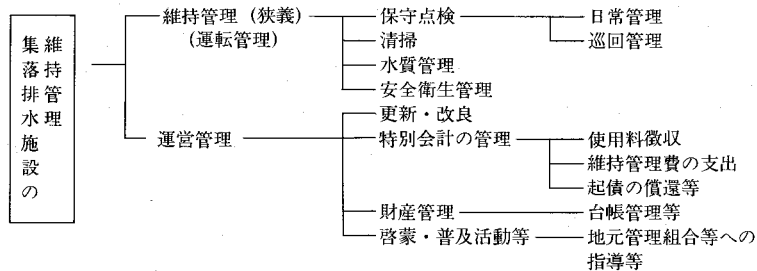 集落排水施設の
維持管理
維持管理（狭義）
（運転管理）
保守点検
日常管理
巡回管理
清掃
水質管理
安全衛生管理
運営管理
更新・改良
特別会計の管理
使用料徴収
維持管理費の支出
起債の償還等
財産管理
台帳管理等
啓蒙・普及活動等
地元管理組合等への
指導等